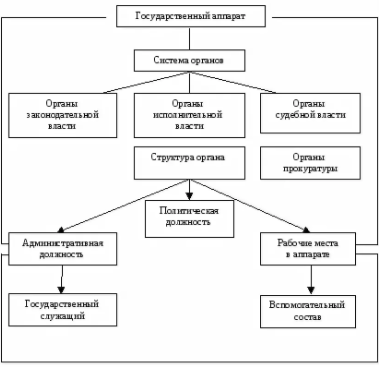 Государственный аппарат
Система органов
Органы
законодательной
власти
Органы
исполнительной
власти
Органы
судебной власти
Структура органа
Органы
прокуратуры
Политическая
должность
Административная
должность
Рабочие места
в аппарате
Государственный
служащий
Вспомогательный
состав